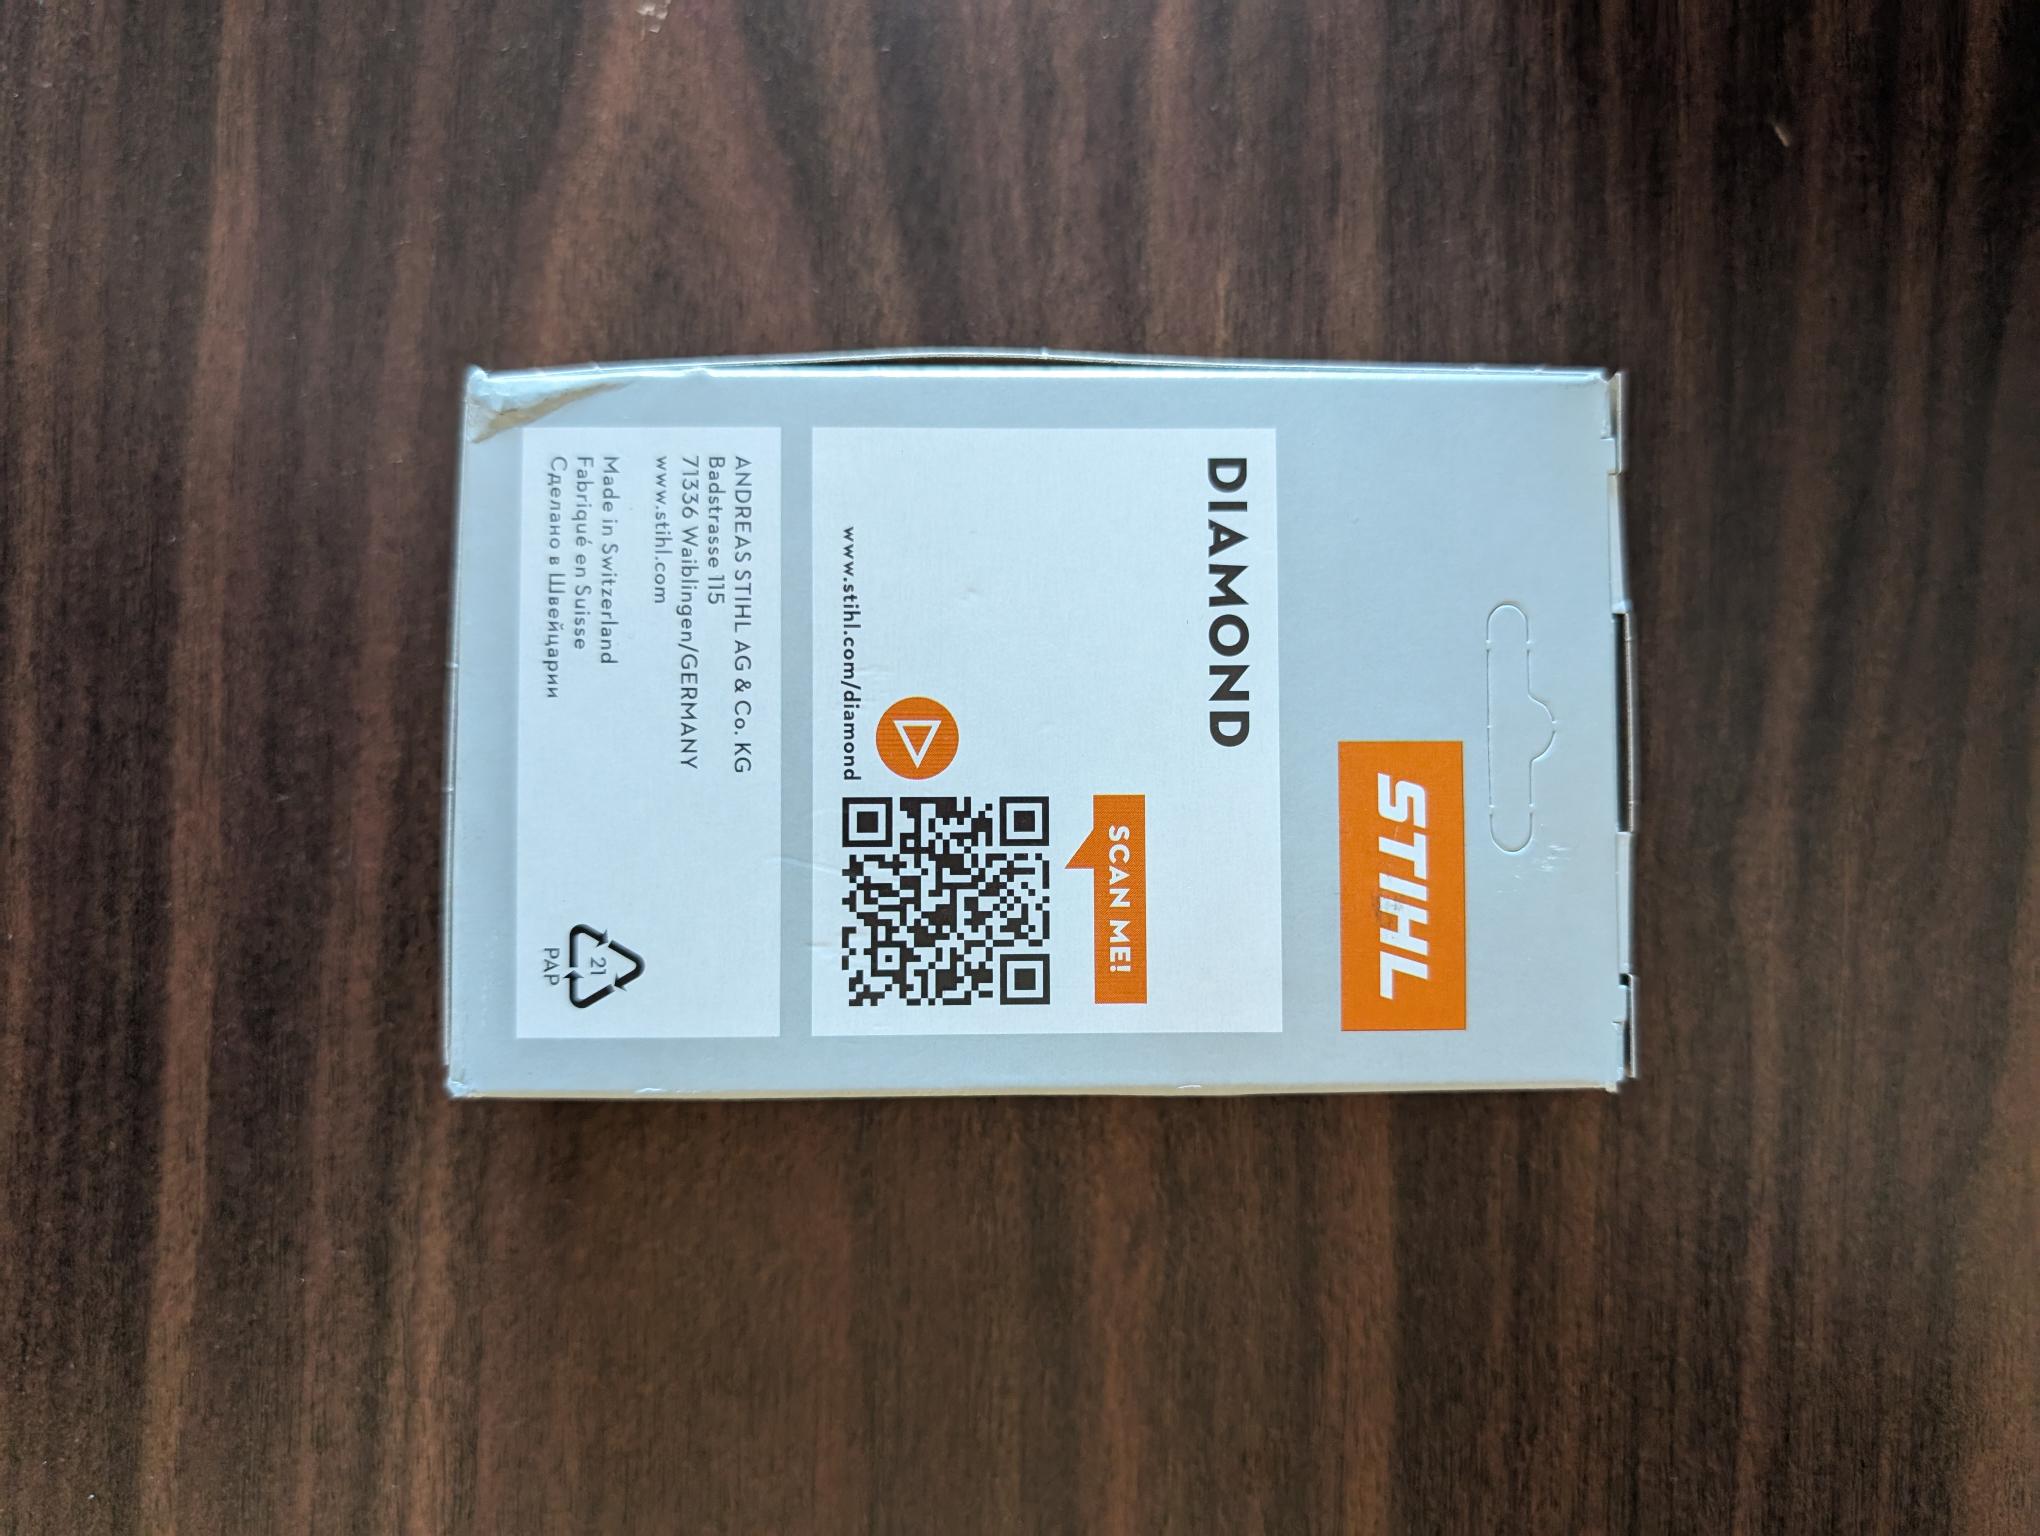 STIHL
DIAMOND
SCAN ME!
www.stihl.com/diamond
ANDREAS STIHL AG & Co. KG
Badstrasse 115
71336 Waiblingen/GERMANY
www.stihl.com
Made in Switzerland
Fabriqué en Suisse
Сделано в Швейцарии
21
PAP